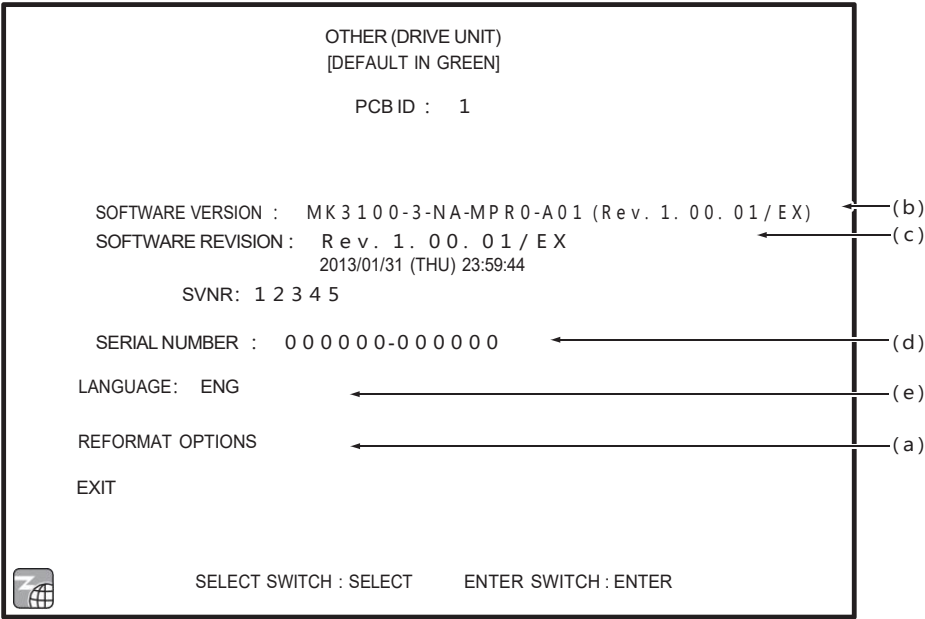 OTHER (DRIVE UNIT)
[DEFAULT IN GREEN]
PCB ID : 1
SOFTWARE VERSION : MK3100-3-NA-MPR0-A01 (Rev. 1. 00. 01/EX) (b)
SOFTWARE REVISION : Rev. 1. 00. 01/EX (c)
2013/01/31 (THU) 23:59:44
SVNR: 12345
SERIAL NUMBER : 000000-000000 (d)
LANGUAGE: ENG (e)
REFORMAT OPTIONS (a)
EXIT
SELECT SWITCH : SELECT ENTER SWITCH : ENTER